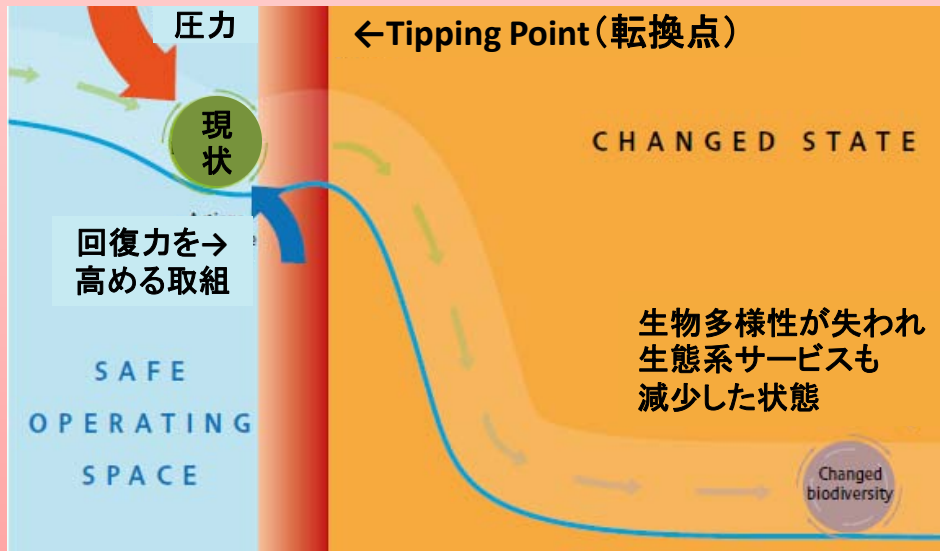 圧力
←Tipping Point（転換点）
現
状
CHANGED STATE
回復力を→
高める取組
生物多様性が失われ
生態系サービスも
減少した状態
SAFE
OPERATING
SPACE
Changed
biodiversity